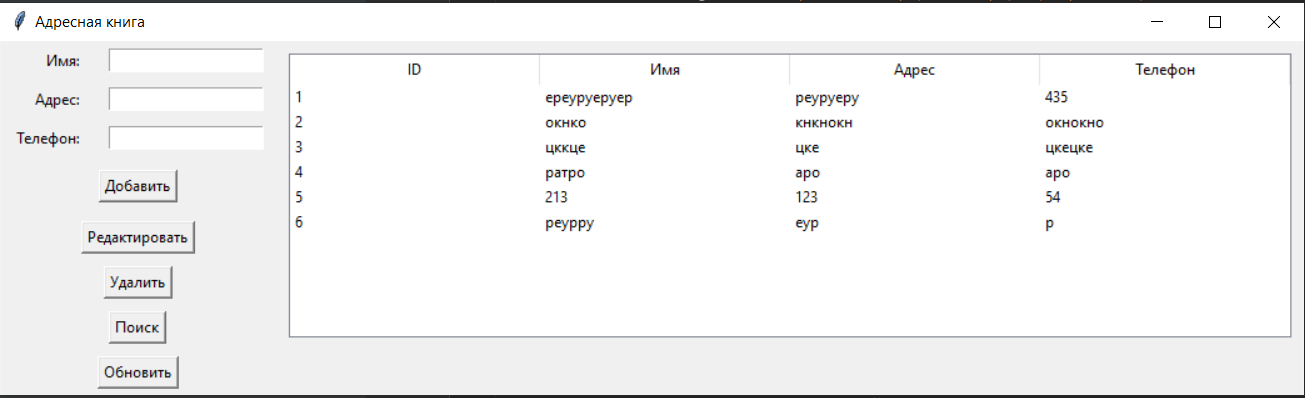 Адресная книга
Имя:
Адрес:
Телефон:
Добавить
Редактировать
Удалить
Поиск
Обновить
ID Имя Адрес Телефон
1 ереуруеруер реуруеру 435
2 окнко кнкнокн окнокно
3 цккце цке цкецке
4 ратро аро аро
5 213 123 54
6 реурру еур р